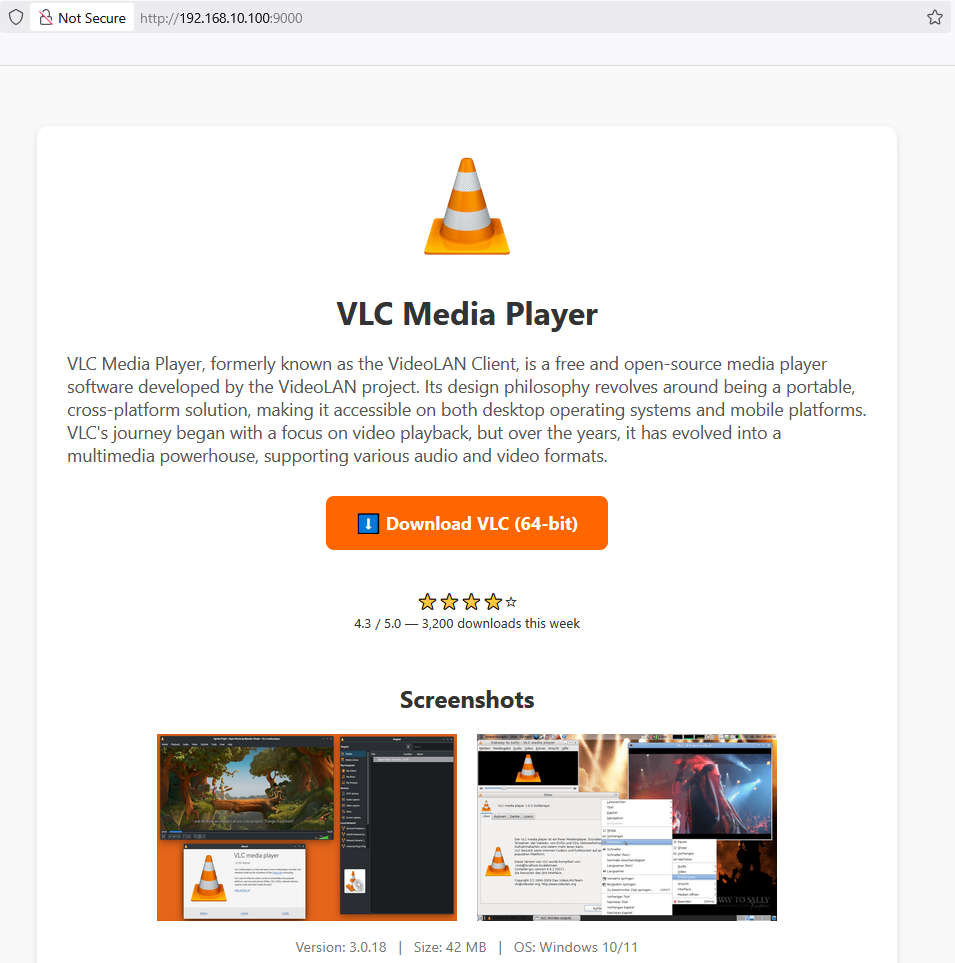 Not Secure
http://192.168.10.100:9000
VLC Media Player
VLC Media Player, formerly known as the VideoLAN Client, is a free and open-source media player
software developed by the VideoLAN project. Its design philosophy revolves around being a portable,
cross-platform solution, making it accessible on both desktop operating systems and mobile platforms.
VLC's journey began with a focus on video playback, but over the years, it has evolved into a
multimedia powerhouse, supporting various audio and video formats.
Download VLC (64-bit)
4.3 / 5.0 — 3,200 downloads this week
Screenshots
VLC media player
WAY TO SALLY
Version: 3.0.18 | Size: 42 MB | OS: Windows 10/11